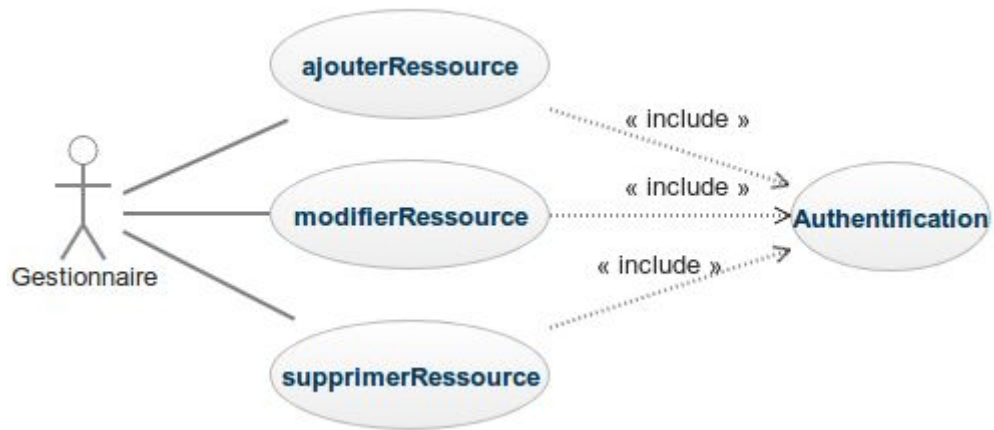 ajouterRessource
« include »
« include »
modifierRessource
Authentification
« include »
Gestionnaire
supprimerRessource